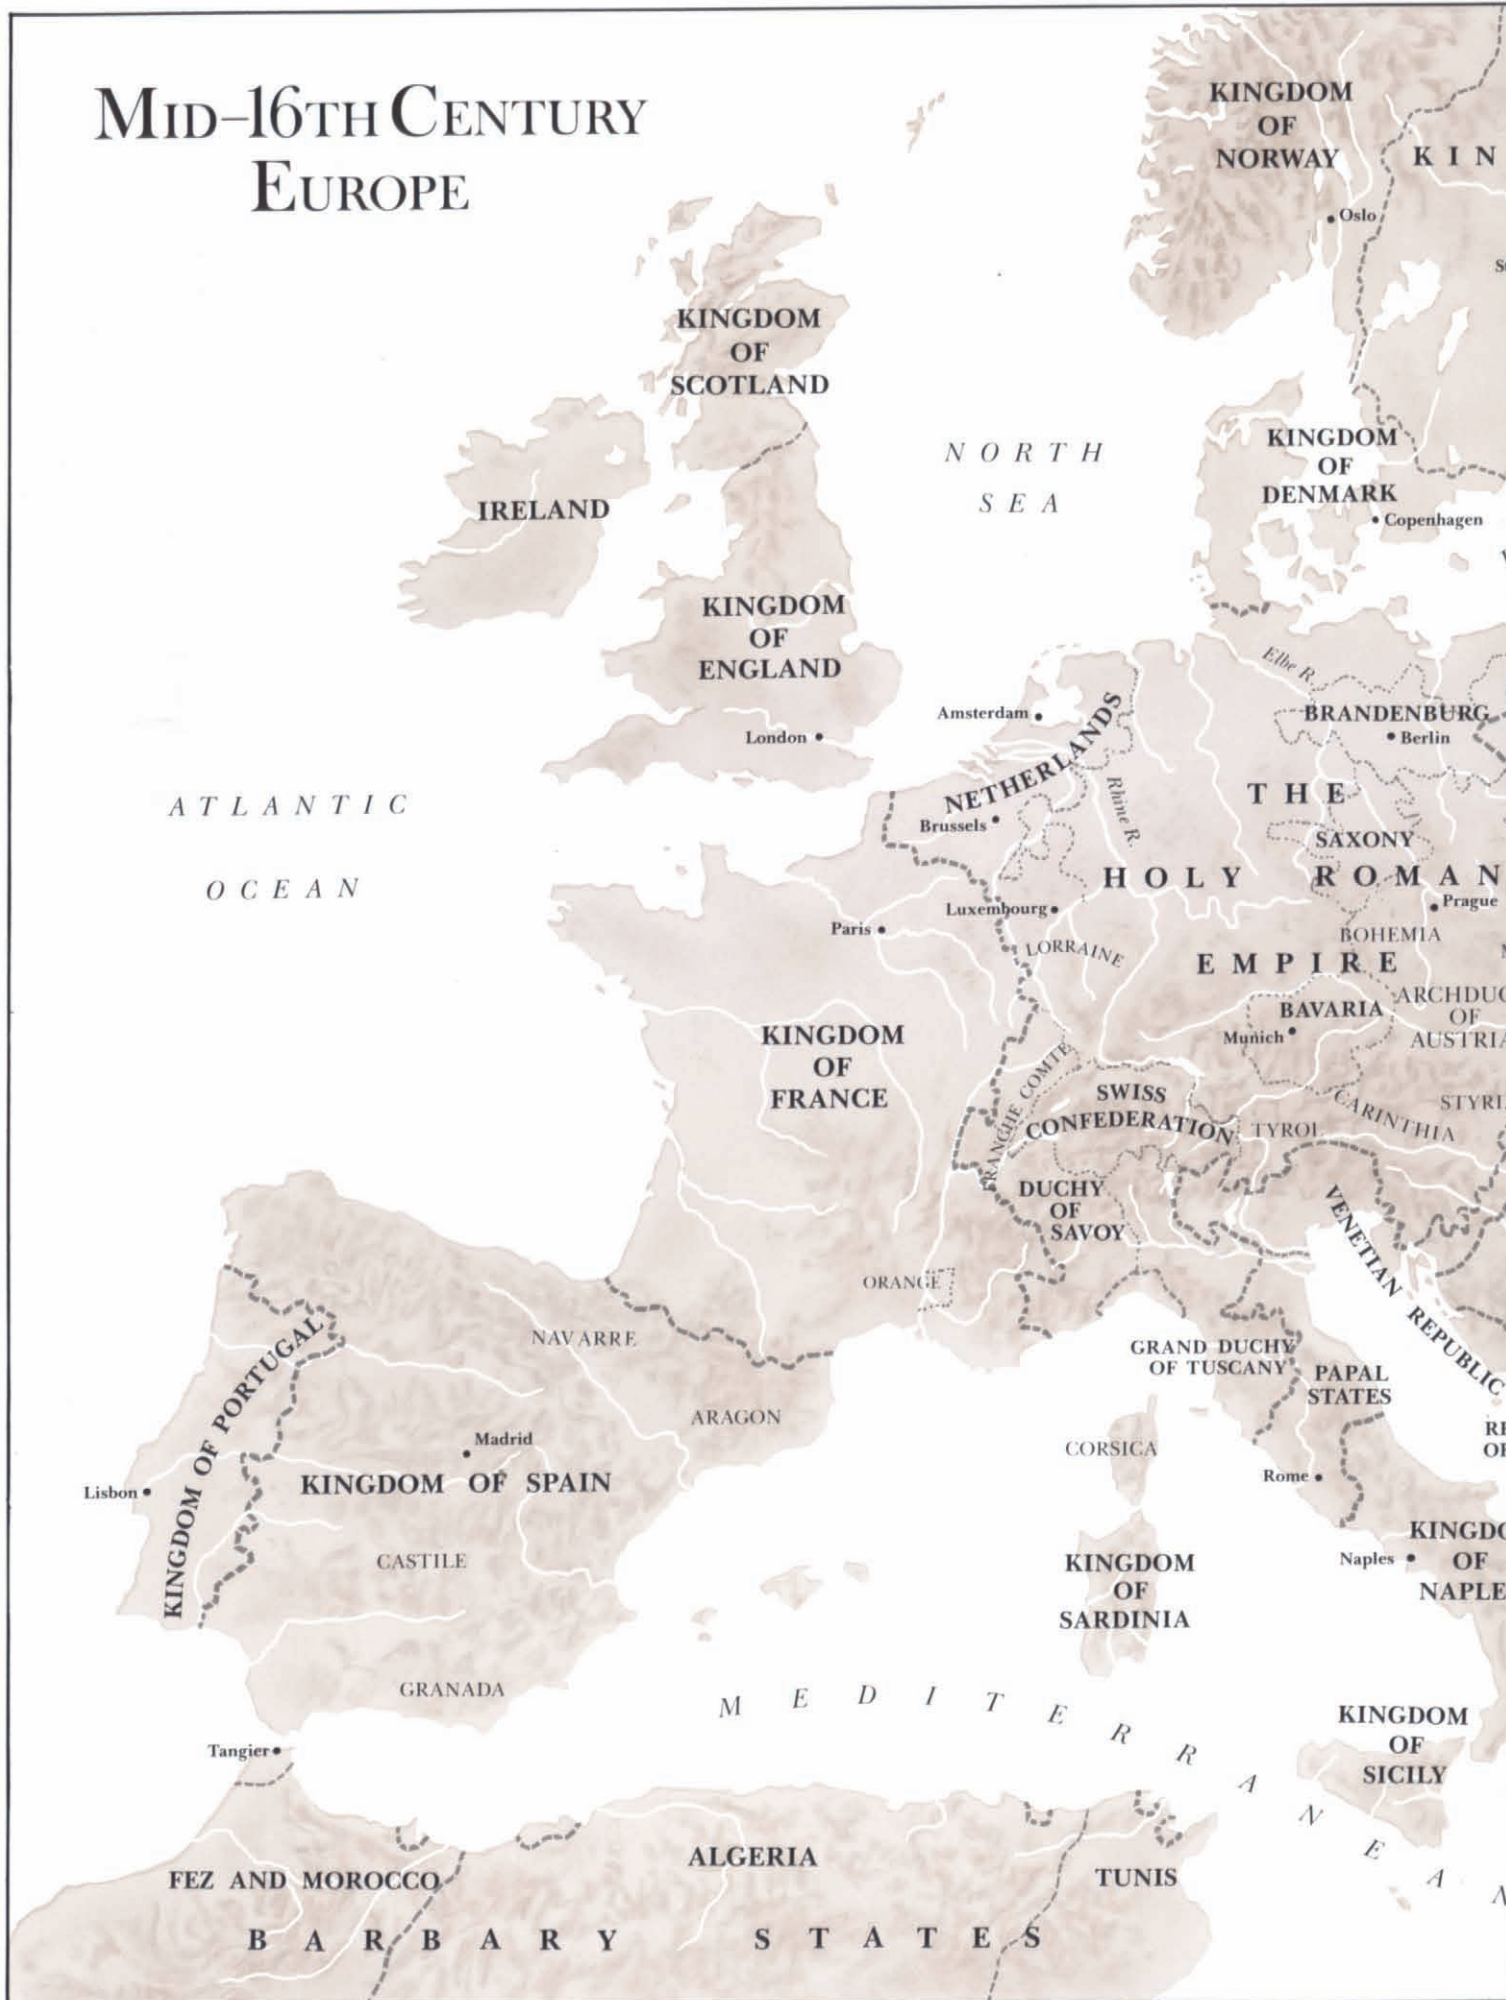 MID-16TH CENTURY
EUROPE
KINGDOM
OF
NORWAY
KIN
Oslo
KINGDOM
OF
SCOTLAND
NORTH
SEA
KINGDOM
OF
DENMARK
Copenhagen
IRELAND
KINGDOM
OF
ENGLAND
London
Elbe R.
Amsterdam
NETHERLANDS
BRANDENBURG
Berlin
ATLANTIC
OCEAN
Rhine R.
THE
Brussels
SAXONY
HOLY ROMAN
Prague
Luxembourg
Paris
LORRAINE
BOHEMIA
EMPIRE
ARCHDUC
OF
AUSTRIA
BAVARIA
Munich
KINGDOM
OF
FRANCE
FRANCHE COMTE
SWISS
CONFEDERATION
TYROL
CARINTHIA
STYRI
DUCHY
OF
SAVOY
VENETIAN REPUBLIC
ORANGE
NAVARRE
GRAND DUCHY
OF TUSCANY
PAPAL
STATES
KINGDOM OF PORTUGAL
ARAGON
Madrid
CORSICA
RE
OF
Lisbon
KINGDOM OF SPAIN
Rome
KINGDO
OF
NAPLE
Naples
CASTILE
KINGDOM
OF
SARDINIA
GRANADA
MEDITERRANEAN
KINGDOM
OF
SICILY
Tangier
ALGERIA
FEZ AND MOROCCO
TUNIS
BARBARY STATES